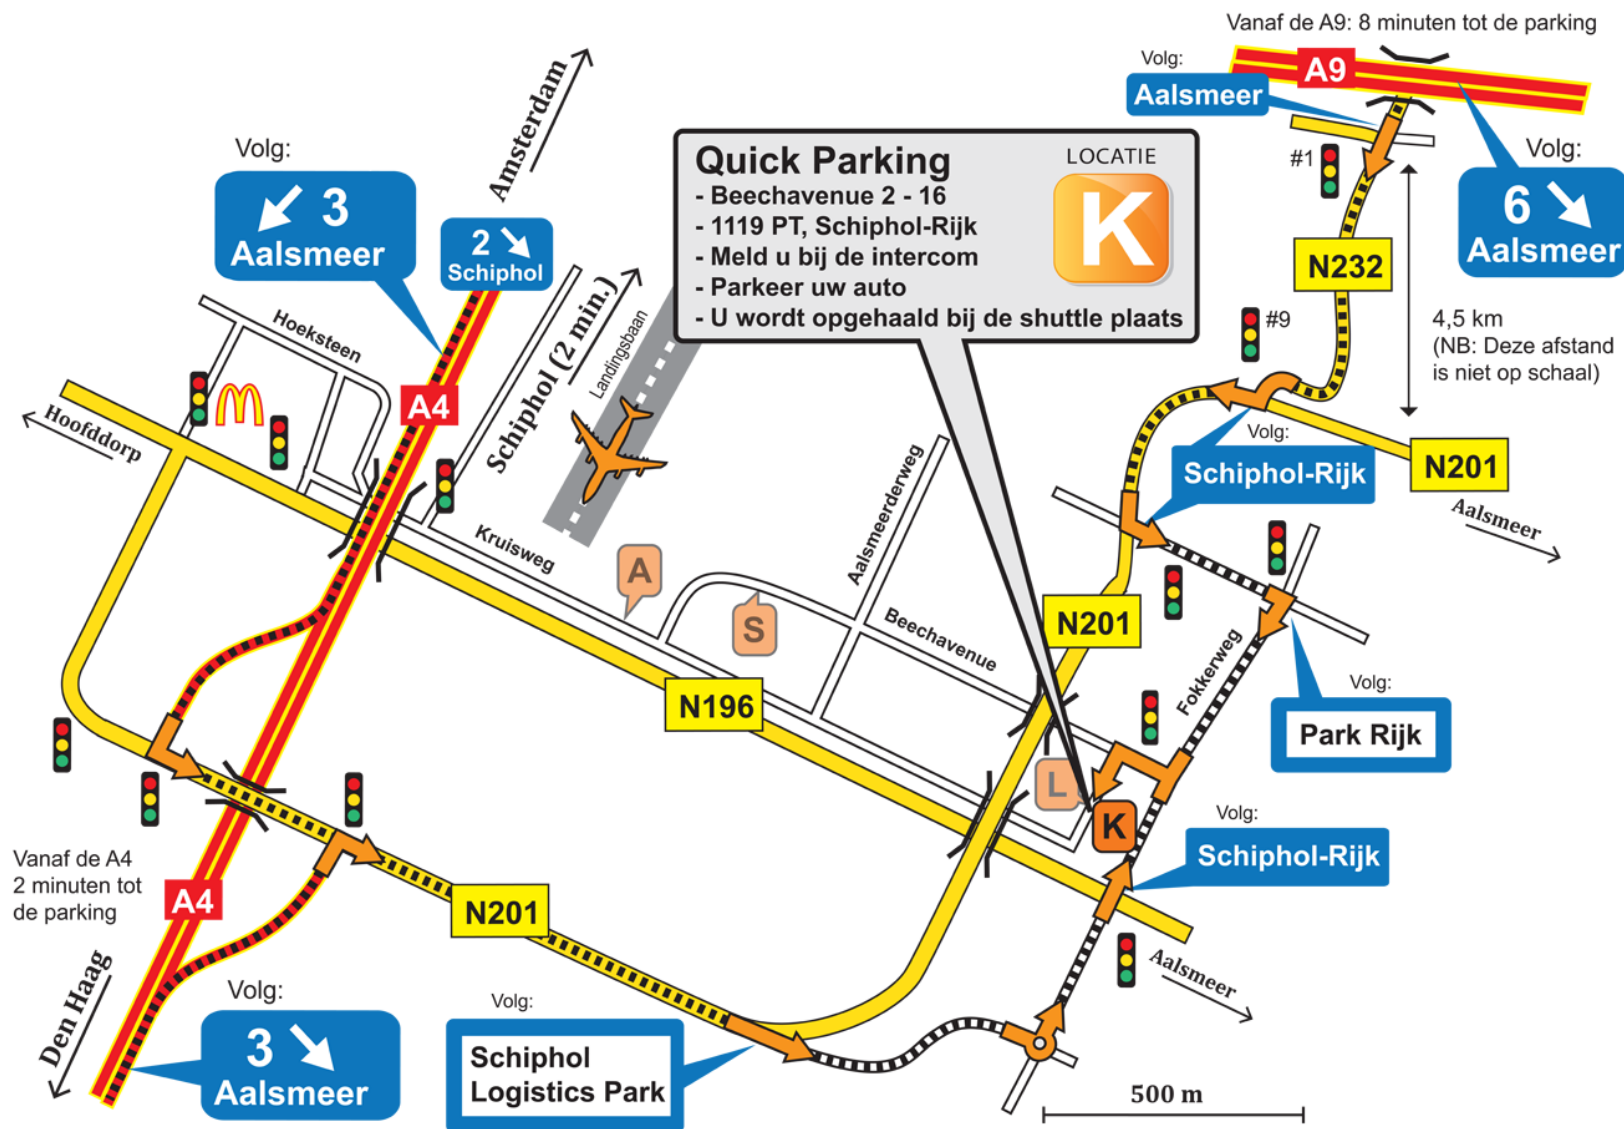 Vanaf de A9: 8 minuten tot de parking
Volg:
Aalsmeer
A9
#1
Volg:
6
Aalsmeer
N232
4,5 km
(NB: Deze afstand
is niet op schaal)
#9
Volg:
Schiphol-Rijk
N201
Aalsmeer
Amsterdam
Volg:
3
Aalsmeer
2
Schiphol
Schiphol (2 min.)
Landingsbaan
Quick Parking
- Beechavenue 2 - 16
- 1119 PT, Schiphol-Rijk
- Meld u bij de intercom
- Parkeer uw auto
- U wordt opgehaald bij de shuttle plaats
LOCATIE
K
Hoeksteen
Hoofddorp
A4
Kruisweg
A
S
Aalsmeerderweg
Beechavenue
N201
N196
Fokkerweg
Volg:
Park Rijk
L
K
Volg:
Schiphol-Rijk
Vanaf de A4
2 minuten tot
de parking
A4
N201
Den Haag
Volg:
3
Aalsmeer
Volg:
Schiphol
Logistics Park
Aalsmeer
500 m